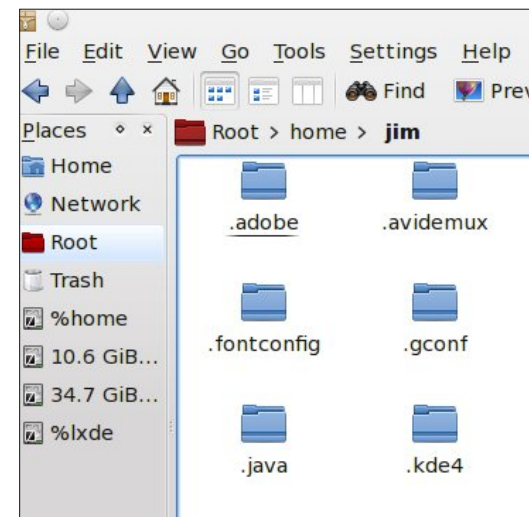 File Edit View Go Tools Settings Help
Find Prev
Places Root > home > jim
Home
Network
Root
Trash
%home
10.6 GiB...
34.7 GiB...
%lxde
.adobe .avidemux
.fontconfig .gconf
.java .kde4